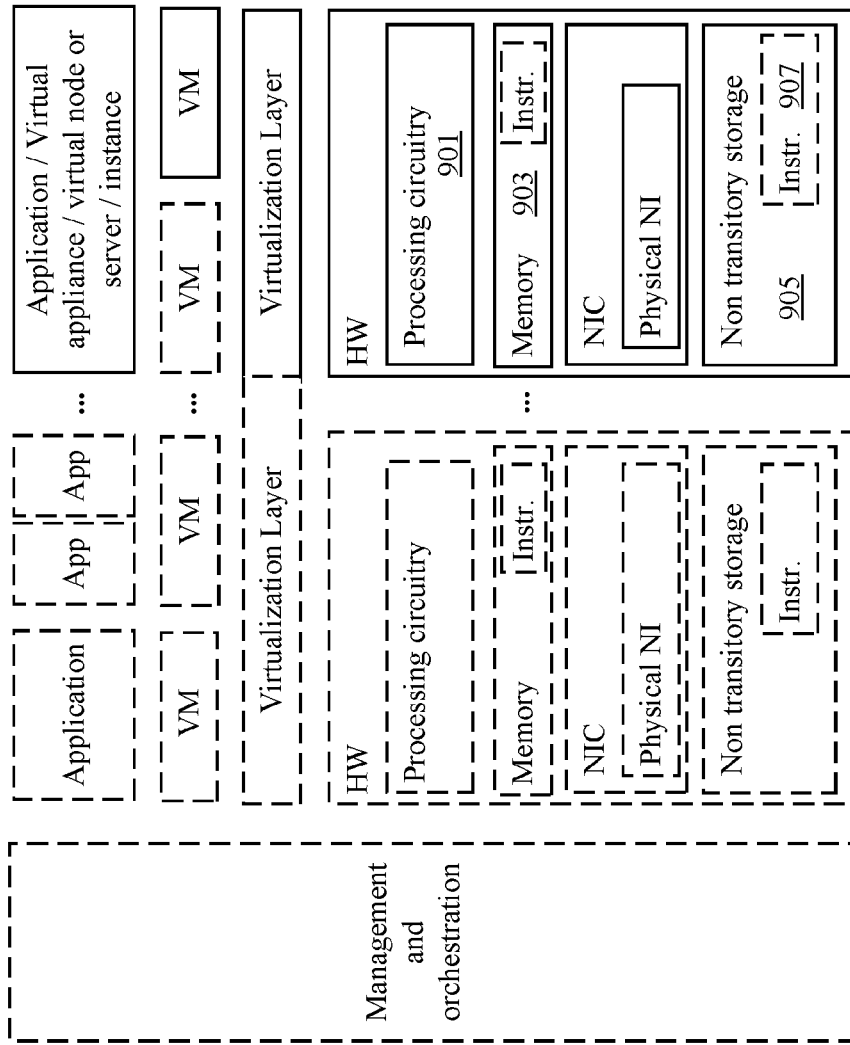 Management
and
orchestration
Application
App
App
...
Application / Virtual
appliance / virtual node or
server / instance
VM
VM
...
VM
VM
Virtualization Layer
Virtualization Layer
HW
Processing circuitry
Memory
Instr.
NIC
Physical NI
Non transitory storage
Instr.
...
HW
Processing circuitry
901
Memory 903
Instr.
NIC
Physical NI
Non transitory storage
905
Instr. 907